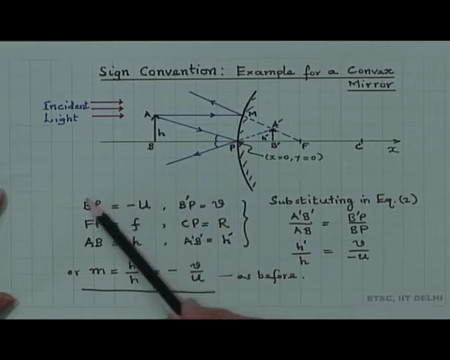 Sign Convention: Example for a Convex
Mirror
Incident
Light
A
M
A'
h
h'
B
P
B'
F
C
x
(x=0, y=0)
BP = -u , B'P = v
f , CP = R
AB = h , A'B' = h'
or m = h'/h = - v/u — as before.
Substituting in Eq.(2)
A'B'/AB = B'P/BP
h'/h = v/-u
ETSC, IIT DELHI